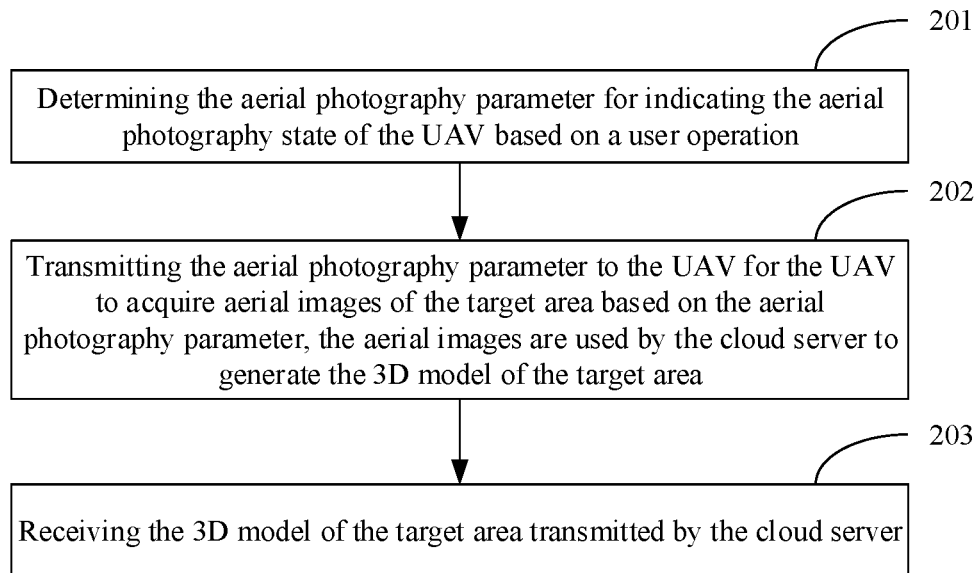 201
Determining the aerial photography parameter for indicating the aerial
photography state of the UAV based on a user operation
202
Transmitting the aerial photography parameter to the UAV for the UAV
to acquire aerial images of the target area based on the aerial
photography parameter, the aerial images are used by the cloud server to
generate the 3D model of the target area
203
Receiving the 3D model of the target area transmitted by the cloud server